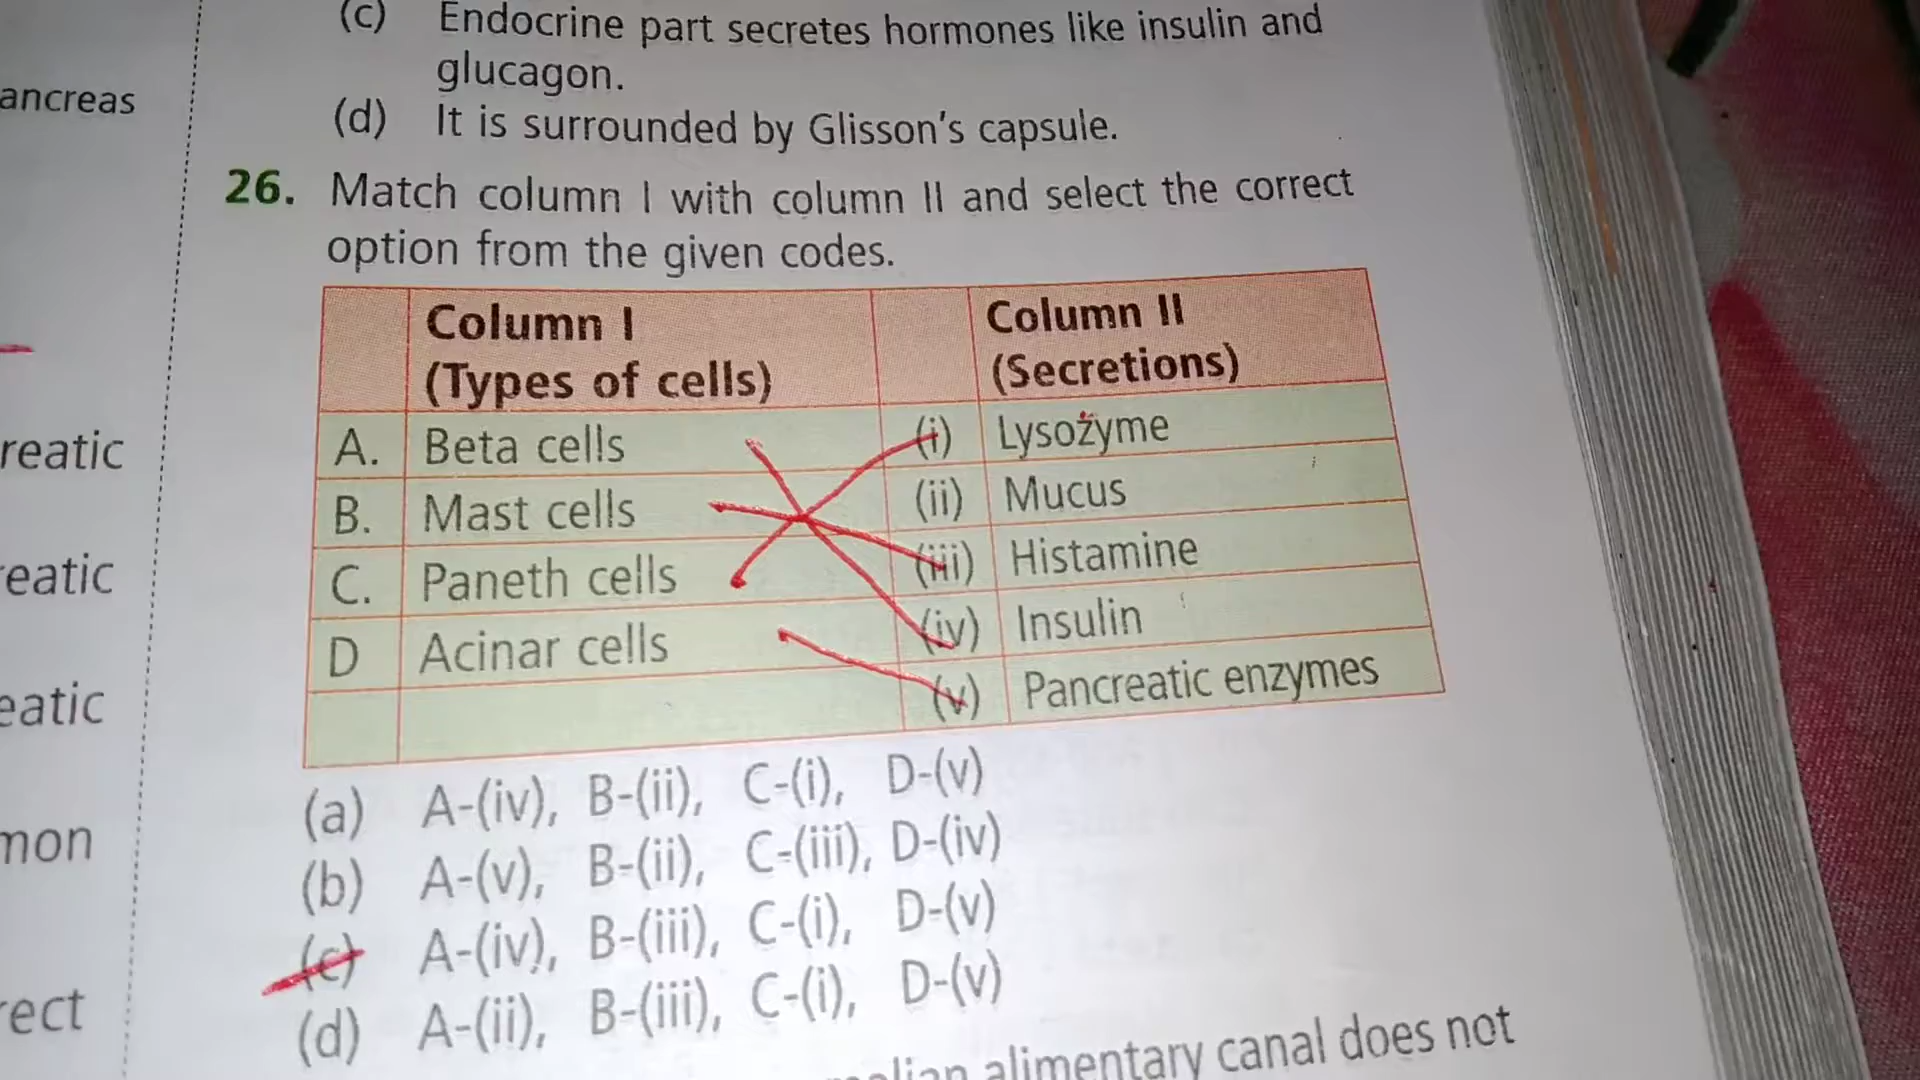 ancreas
reatic
eatic
eatic
mon
rect
(c) Endocrine part secretes hormones like insulin and
glucagon.
(d) It is surrounded by Glisson's capsule.
26. Match column I with column II and select the correct
option from the given codes.
Column I Column II
(Types of cells) (Secretions)
A. Beta cells (i) Lysozyme
B. Mast cells (ii) Mucus
C. Paneth cells (iii) Histamine
D Acinar cells (iv) Insulin
(v) Pancreatic enzymes
(a) A-(iv), B-(ii), C-(i), D-(v)
(b) A-(v), B-(ii), C-(iii), D-(iv)
(c) A-(iv), B-(iii), C-(i), D-(v)
(d) A-(ii), B-(iii), C-(i), D-(v)
alimentary canal does not